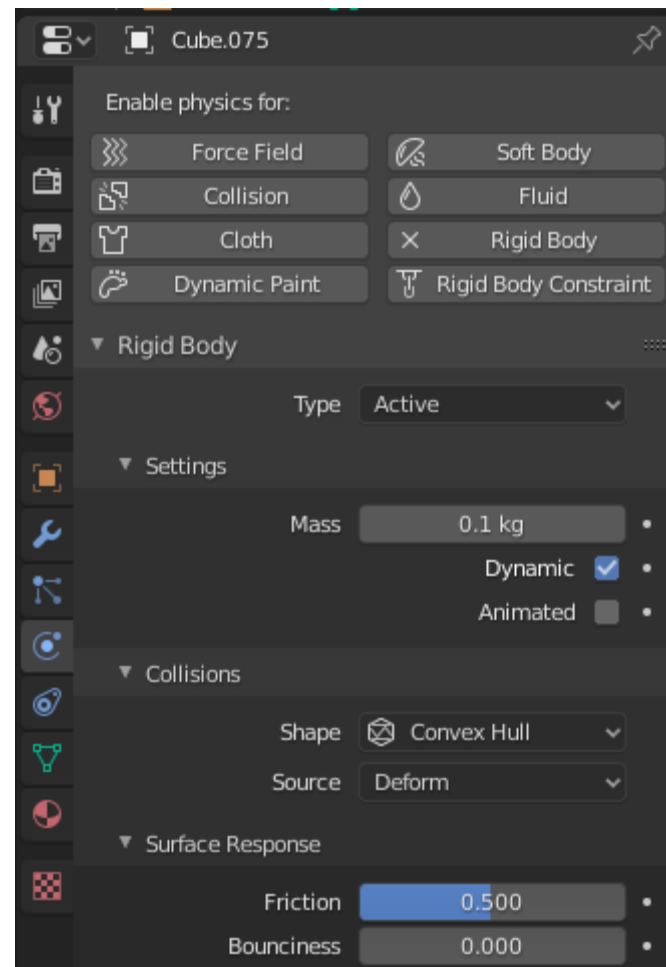 Cube.075
Enable physics for:
Force Field Soft Body
Collision Fluid
Cloth Rigid Body
Dynamic Paint Rigid Body Constraint
Rigid Body
Type Active
Settings
Mass 0.1 kg
Dynamic
Animated
Collisions
Shape Convex Hull
Source Deform
Surface Response
Friction 0.500
Bounciness 0.000